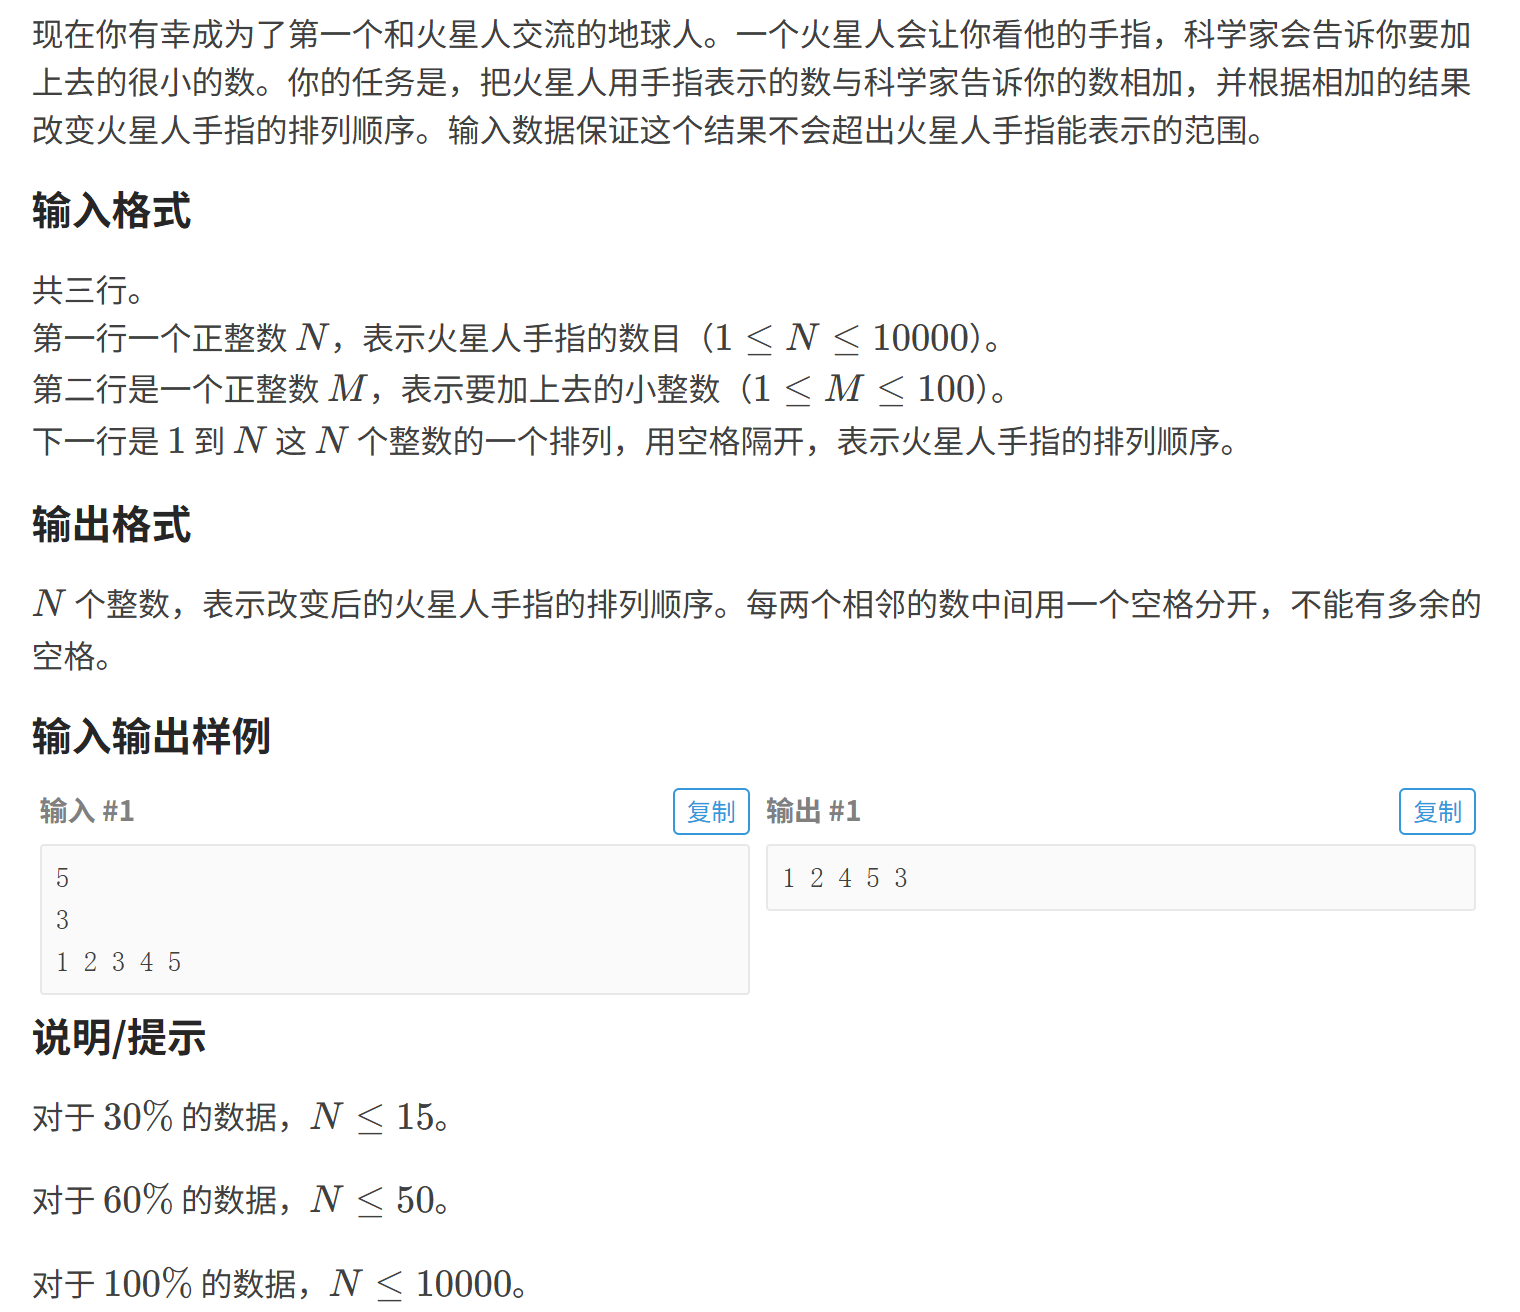 现在你有幸成为了第一个和火星人交流的地球人。一个火星人会让你看他的手指，科学家会告诉你要加
上去的很小的数。你的任务是，把火星人用手指表示的数与科学家告诉你的数相加，并根据相加的结果
改变火星人手指的排列顺序。输入数据保证这个结果不会超出火星人手指能表示的范围。
输入格式
共三行。
第一行一个正整数 N，表示火星人手指的数目（1 ≤ N ≤ 10000）。
第二行是一个正整数 M，表示要加上去的小整数（1 ≤ M ≤ 100）。
下一行是 1 到 N 这 N 个整数的一个排列，用空格隔开，表示火星人手指的排列顺序。
输出格式
N 个整数，表示改变后的火星人手指的排列顺序。每两个相邻的数中间用一个空格分开，不能有多余的
空格。
输入输出样例
输入 #1 复制 输出 #1 复制
5
3
1 2 3 4 5
1 2 4 5 3
说明/提示
对于 30% 的数据，N ≤ 15。
对于 60% 的数据，N ≤ 50。
对于 100% 的数据，N ≤ 10000。